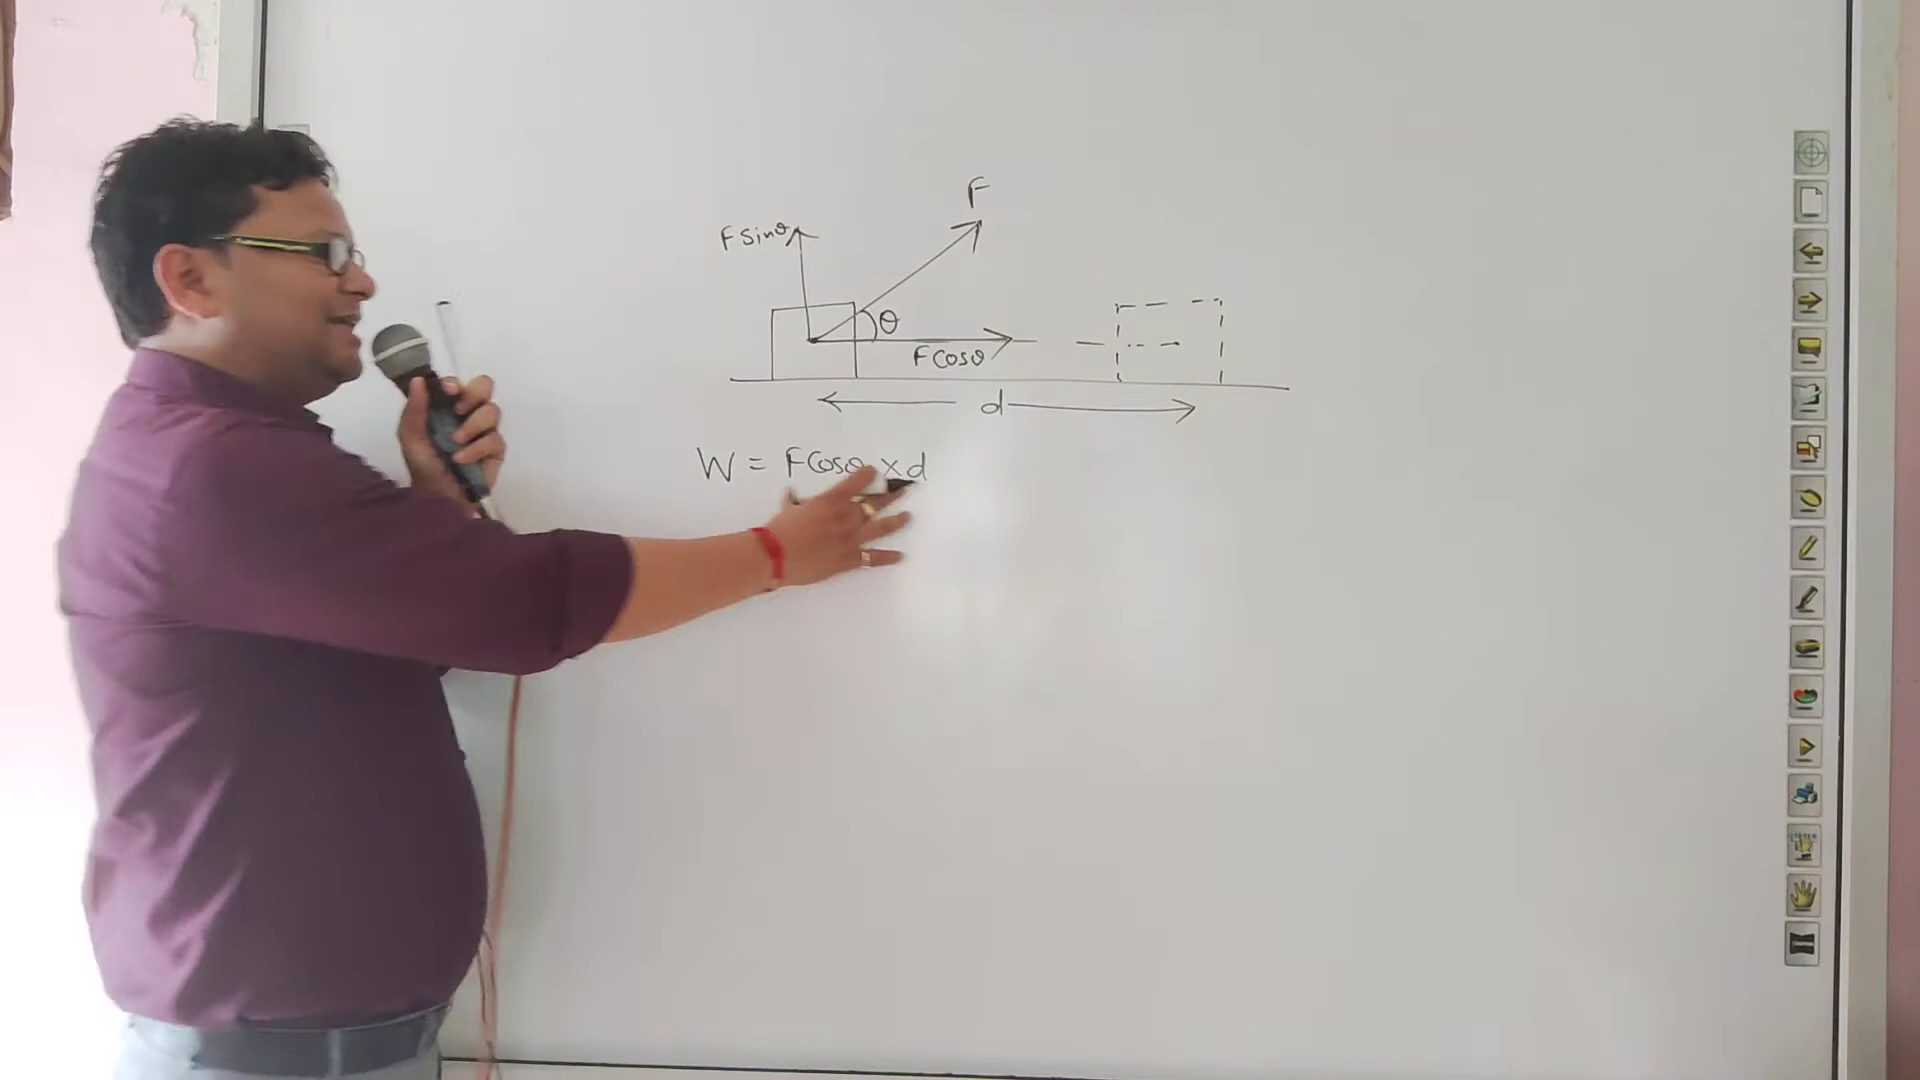 F
F sinθ
θ
F Cosθ
d
W = F Cosθ × d